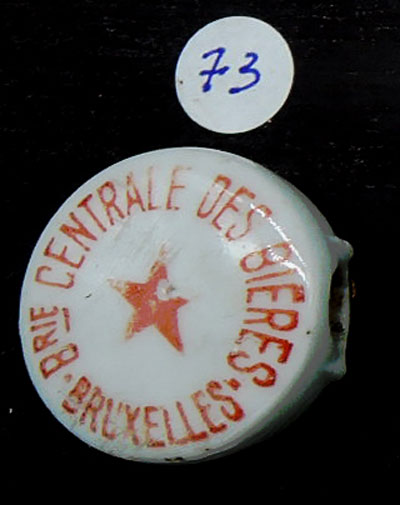 73
BRIE CENTRALE DES BIERES
• BRUXELLES •